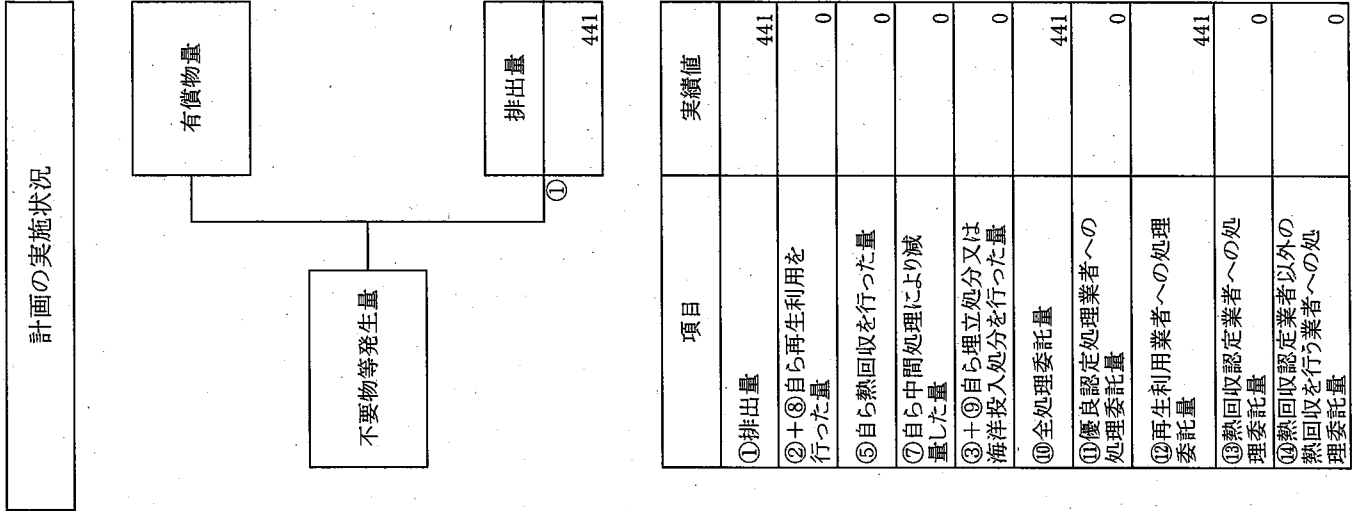 計画の実施状況
有償物量
不要物等発生量
排出量
①
441
項目 実績値
①排出量 441
②+⑧自ら再生利用を
行った量 0
⑤自ら熱回収を行った量 0
⑦自ら中間処理により減
量した量 0
③+⑨自ら埋立処分又は
海洋投入処分を行った量 0
⑩全処理委託量 441
⑪優良認定処理業者への
処理委託量 0
⑫再生利用業者への処理
委託量 441
⑬熱回収認定業者への処
理委託量 0
⑭熱回収認定業者以外の
熱回収を行う業者への処
理委託量 0